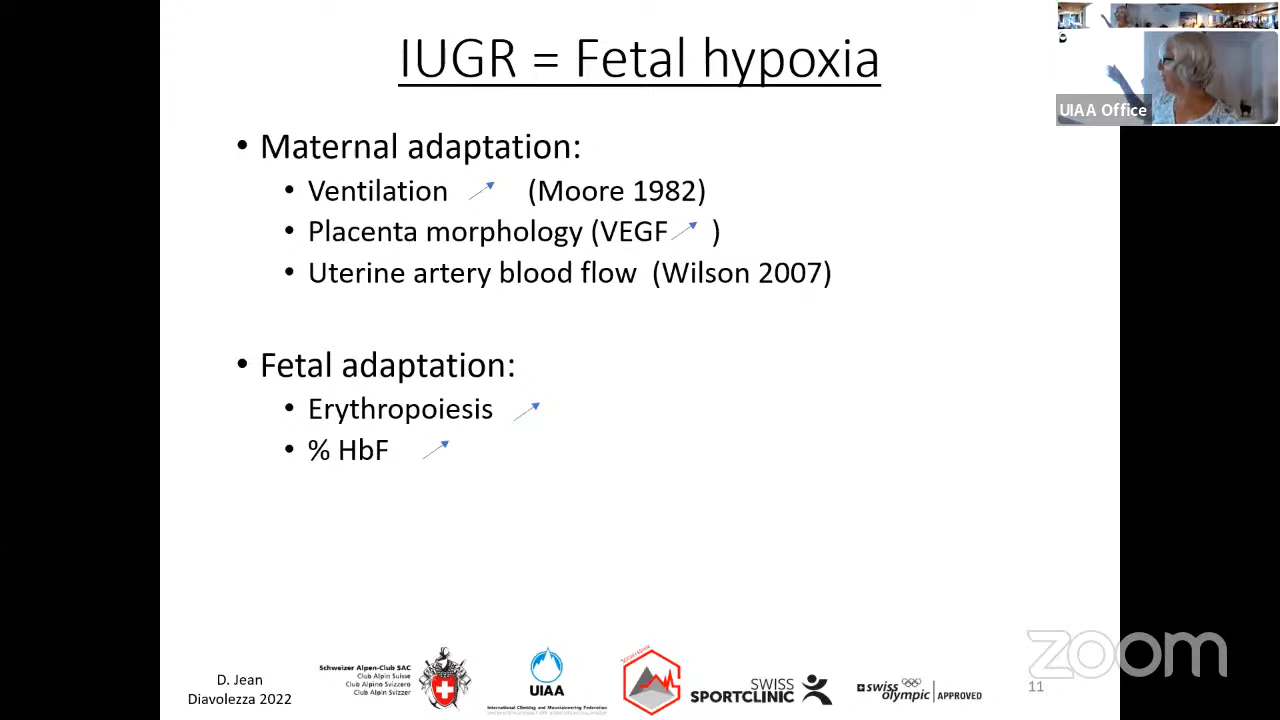 IUGR = Fetal hypoxia
UIAA Office
• Maternal adaptation:
• Ventilation (Moore 1982)
• Placenta morphology (VEGF )
• Uterine artery blood flow (Wilson 2007)
• Fetal adaptation:
• Erythropoiesis
• % HbF
D. Jean
Diavolezza 2022
Schweizer Alpen-Club SAC
Club Alpin Suisse
Club Alpino Svizzero
Club Alpin Svizzer
UIAA
International Climbing and Mountaineering Federation
SWISS
SPORTCLINIC
swiss
olympic
APPROVED
zoom
11